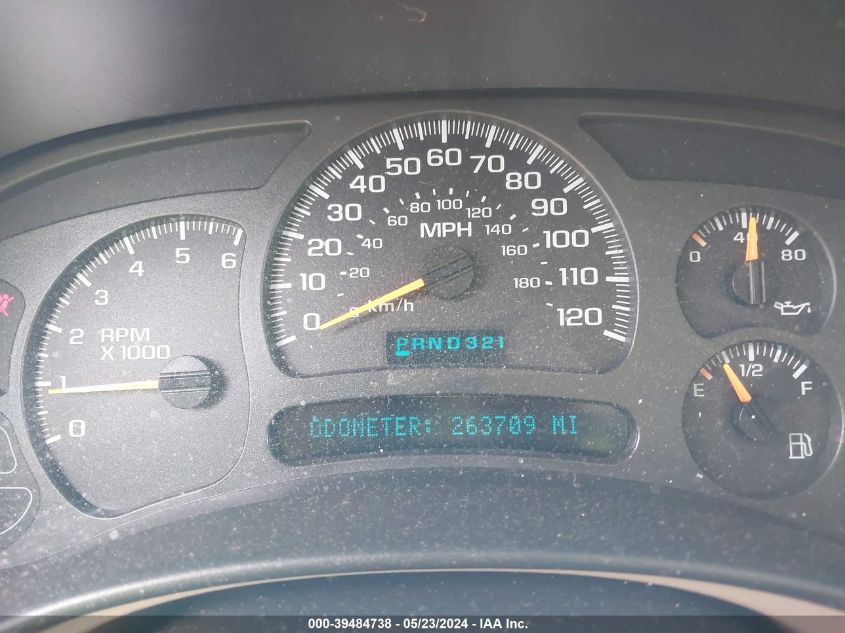 0 1 2 3 4 5 6
RPM
X 1000
0 10 20 30 40 50 60 70 80 90 100 110 120
20 40 60 80 100 120 140 160 180
MPH
km/h
PRND321
ODOMETER: 263709 MI
0 40 80
E 1/2 F
000-39484738 - 05/23/2024 - IAA Inc.